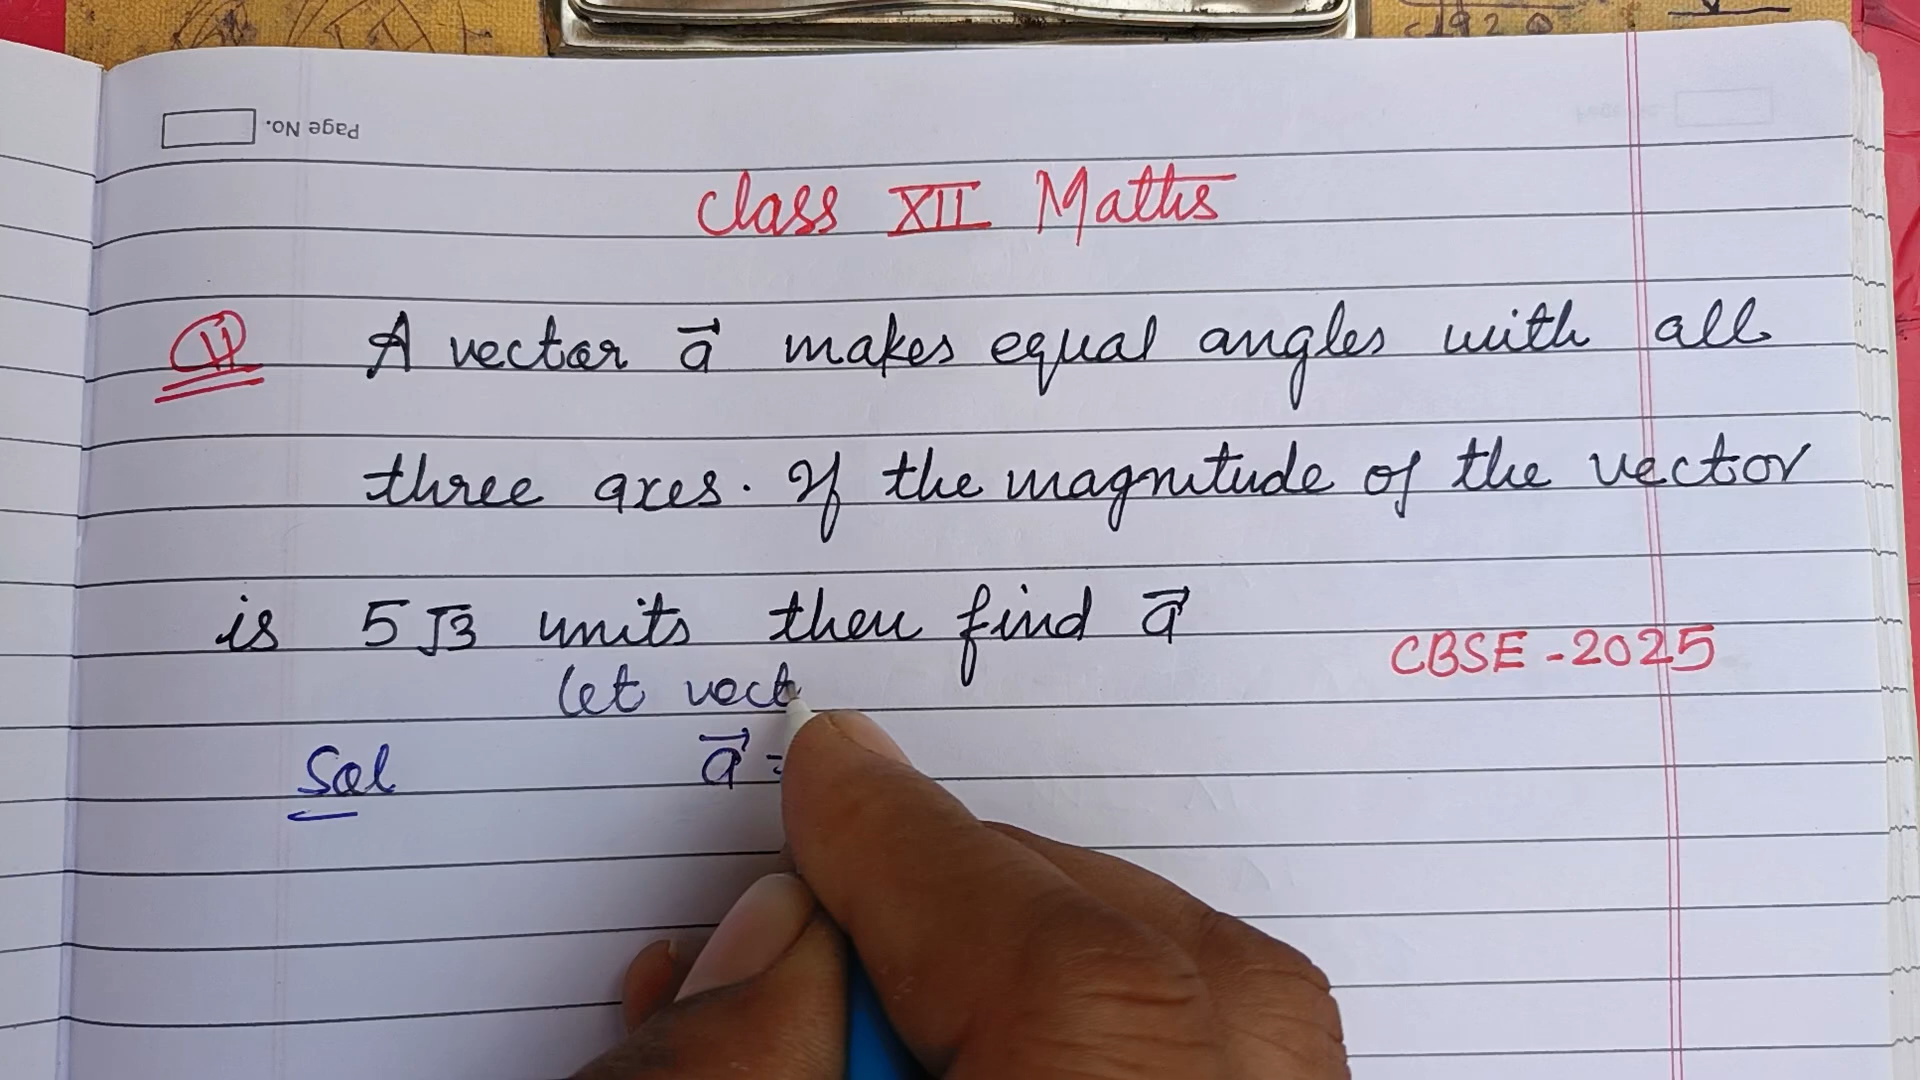 Page No.
Class XII Maths
Q A vector a⃗ makes equal angles with all
three axes. If the magnitude of the vector
is 5√3 units then find a⃗
CBSE-2025
let vect
Sol a⃗ =